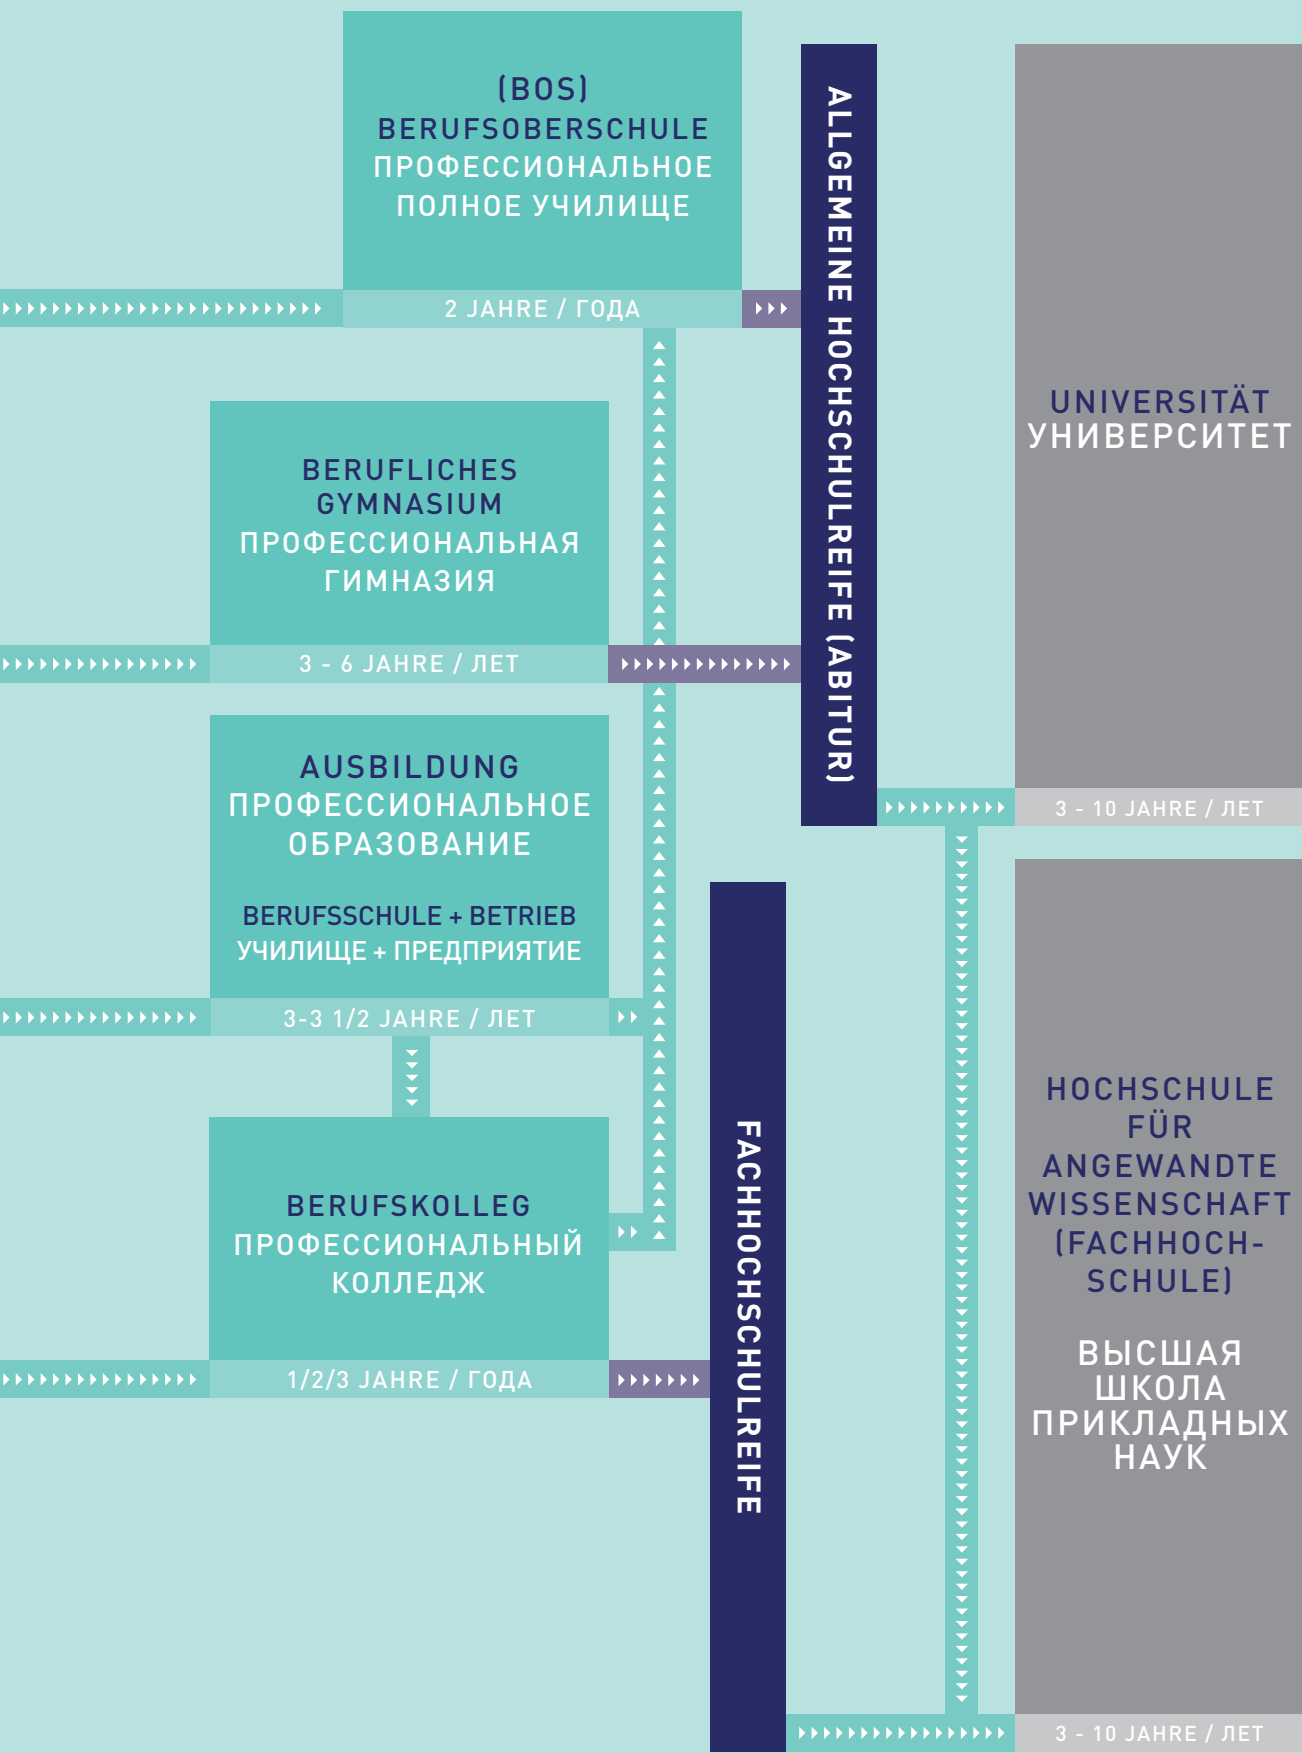 (BOS)
BERUFSOBERSCHULE
ПРОФЕССИОНАЛЬНОЕ
ПОЛНОЕ УЧИЛИЩЕ
2 JAHRE / ГОДА
BERUFLICHES
GYMNASIUM
ПРОФЕССИОНАЛЬНАЯ
ГИМНАЗИЯ
3 - 6 JAHRE / ЛЕТ
AUSBILDUNG
ПРОФЕССИОНАЛЬНОЕ
ОБРАЗОВАНИЕ
BERUFSSCHULE + BETRIEB
УЧИЛИЩЕ + ПРЕДПРИЯТИЕ
3-3 1/2 JAHRE / ЛЕТ
BERUFSKOLLEG
ПРОФЕССИОНАЛЬНЫЙ
КОЛЛЕДЖ
1/2/3 JAHRE / ГОДА
ALLGEMEINE HOCHSCHULREIFE (ABITUR)
FACHHOCHSCHULREIFE
UNIVERSITÄT
УНИВЕРСИТЕТ
3 - 10 JAHRE / ЛЕТ
HOCHSCHULE
FÜR
ANGEWANDTE
WISSENSCHAFT
(FACHHOCH-
SCHULE)
ВЫСШАЯ
ШКОЛА
ПРИКЛАДНЫХ
НАУК
3 - 10 JAHRE / ЛЕТ